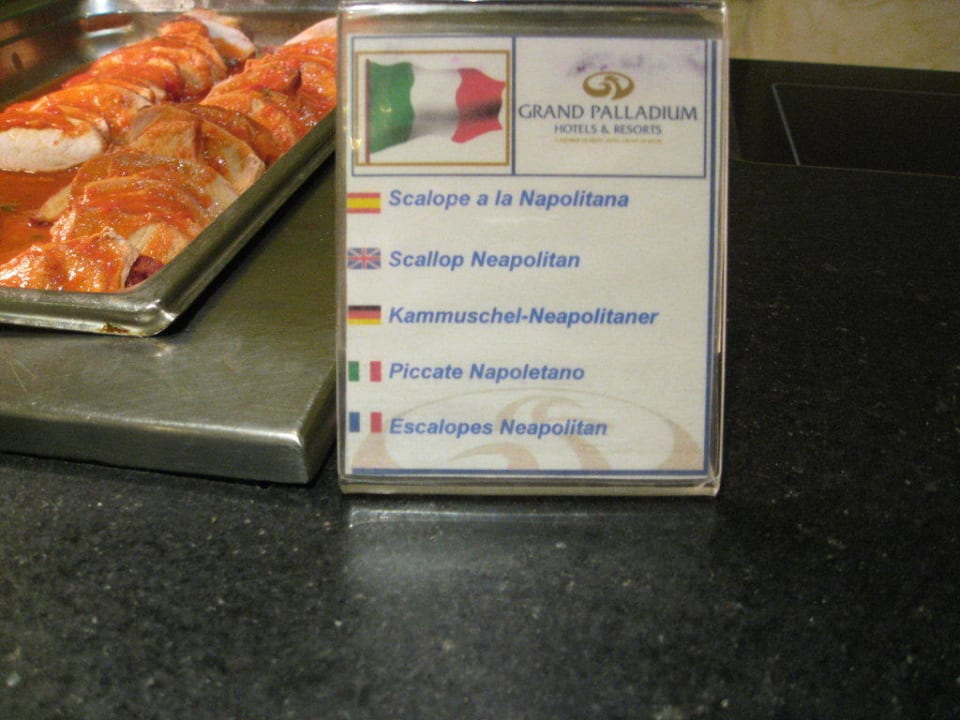 GRAND PALLADIUM
HOTELS & RESORTS
Scalope a la Napolitana
Scallop Neapolitan
Kammuschel-Neapolitaner
Piccate Napoletano
Escalopes Neapolitan